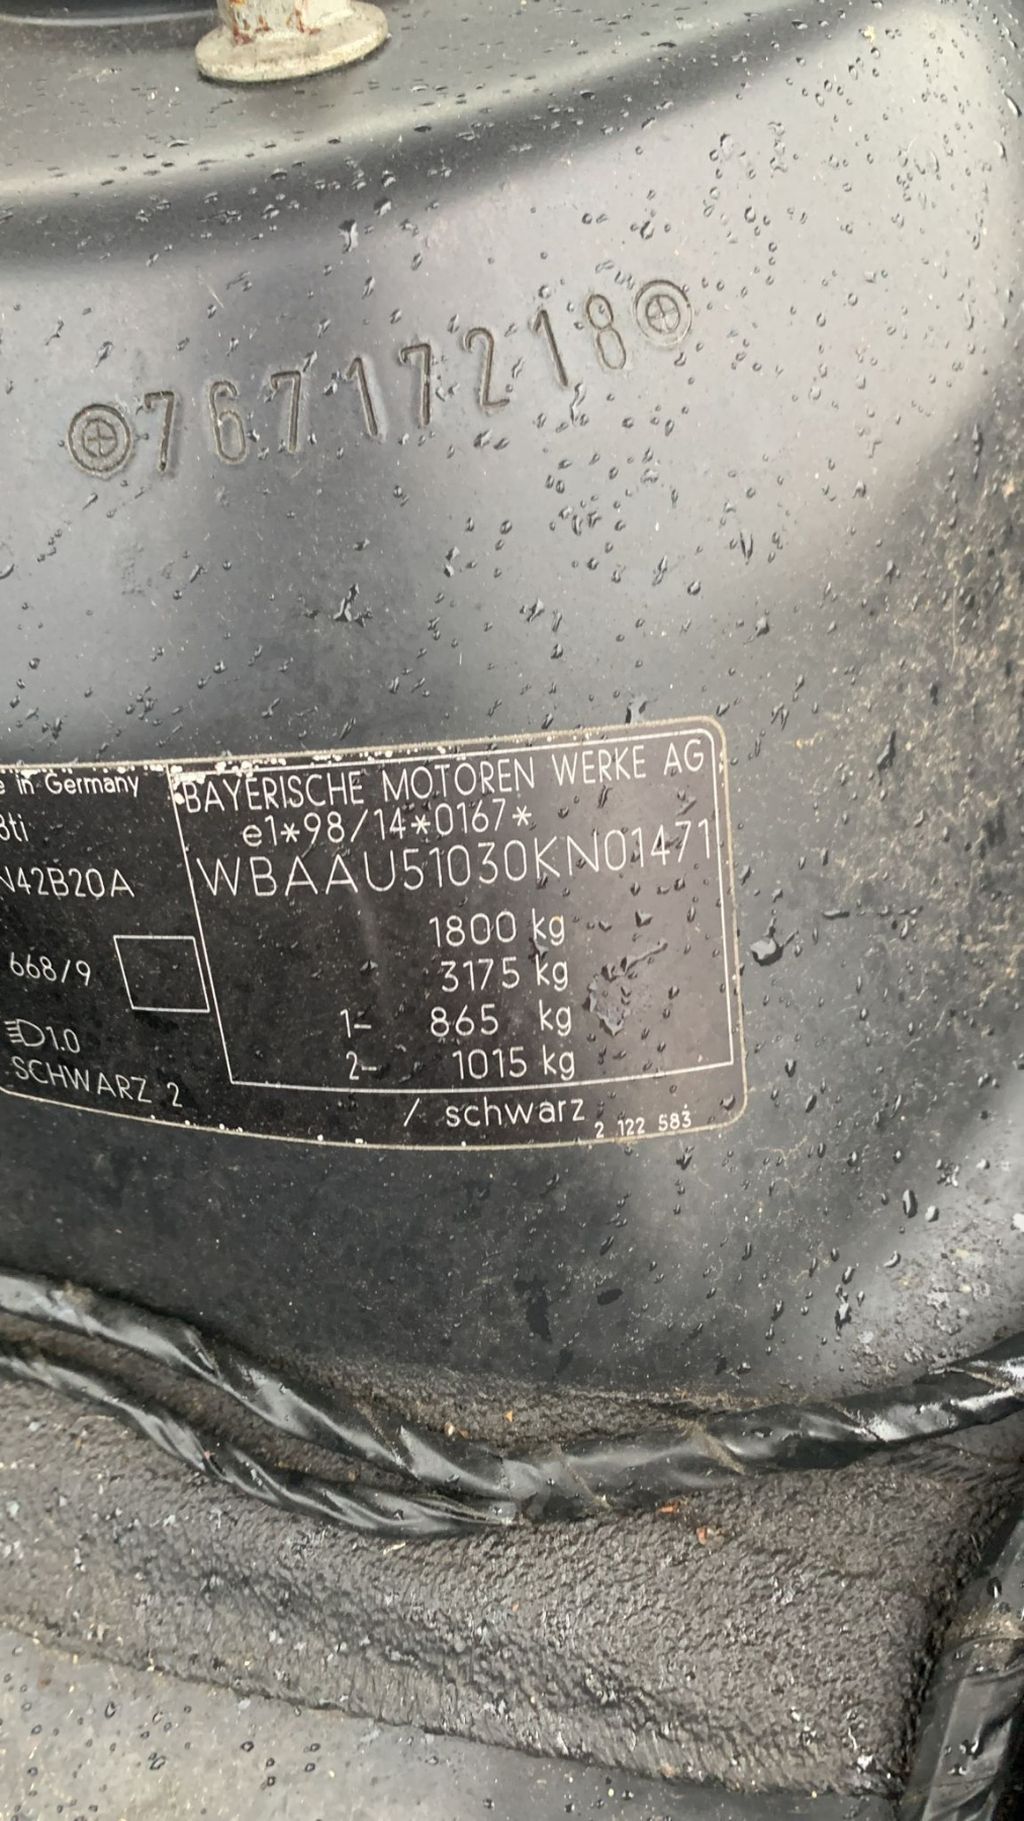 76717218
e in Germany
BAYERISCHE MOTOREN WERKE AG
8ti
e1*98/14*0167*
N42B20A
WBAAU51030KN01471
1800 kg
668/9
3175 kg
1- 865 kg
D1.0
2- 1015 kg
SCHWARZ 2
/ schwarz
2 122 583